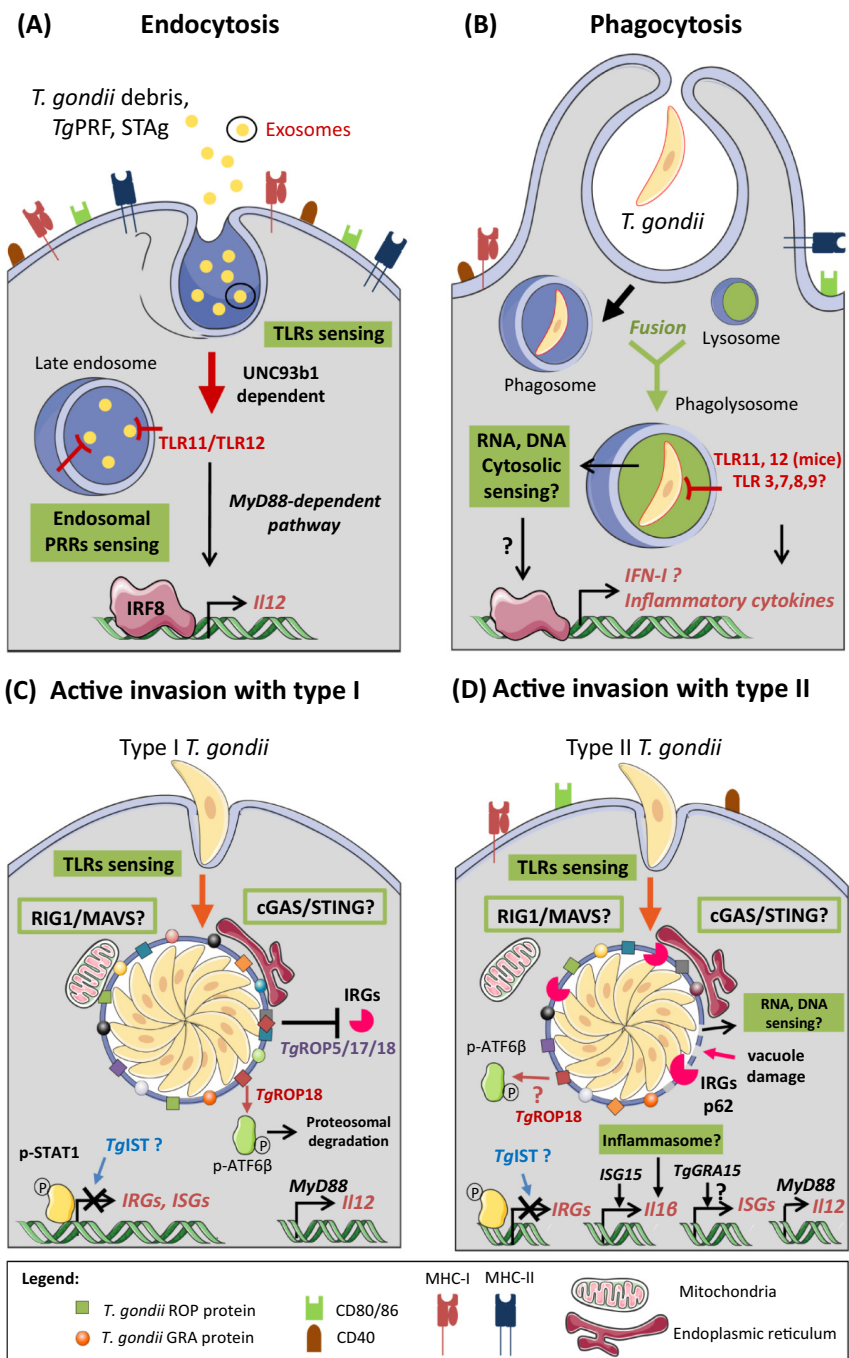 (A) Endocytosis
T. gondii debris,
TgPRF, STAg
Exosomes
TLRs sensing
Late endosome
UNC93b1
dependent
TLR11/TLR12
MyD88-dependent
pathway
Endosomal
PRRs sensing
IRF8
Il12
(B) Phagocytosis
T. gondii
Fusion
Lysosome
Phagosome
Phagolysosome
RNA, DNA
Cytosolic
sensing?
TLR11, 12 (mice)
TLR 3,7,8,9?
?
IFN-I ?
Inflammatory cytokines
(C) Active invasion with type I
Type I T. gondii
TLRs sensing
RIG1/MAVS?
cGAS/STING?
IRGs
TgROP5/17/18
TgROP18
P
p-ATF6β
Proteosomal
degradation
p-STAT1
TgIST ?
P
IRGs, ISGs
MyD88
Il12
(D) Active invasion with type II
Type II T. gondii
TLRs sensing
RIG1/MAVS?
cGAS/STING?
RNA, DNA
sensing?
p-ATF6β
P
?
TgROP18
vacuole
damage
IRGs
p62
Inflammasome?
TgIST ?
P
IRGs
ISG15
Il1β
TgGRA15
?
ISGs
MyD88
Il12
Legend:
T. gondii ROP protein
T. gondii GRA protein
CD80/86
CD40
MHC-I
MHC-II
Mitochondria
Endoplasmic reticulum